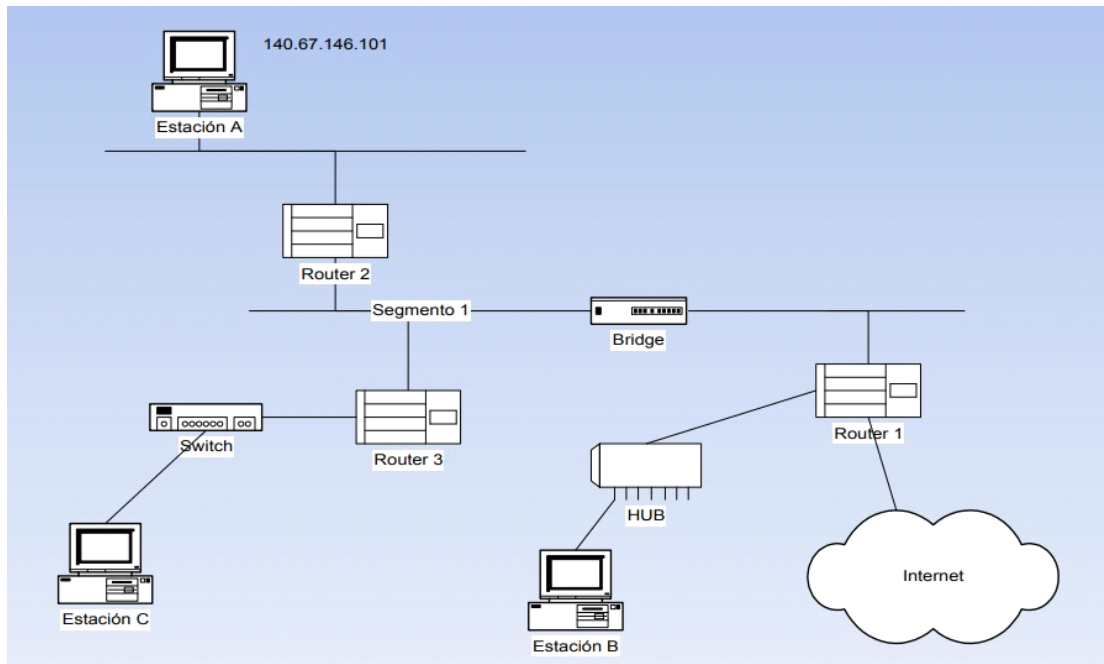 140.67.146.101
Estación A
Router 2
Segmento 1
Bridge
Switch
Router 3
Router 1
HUB
Estación C
Estación B
Internet